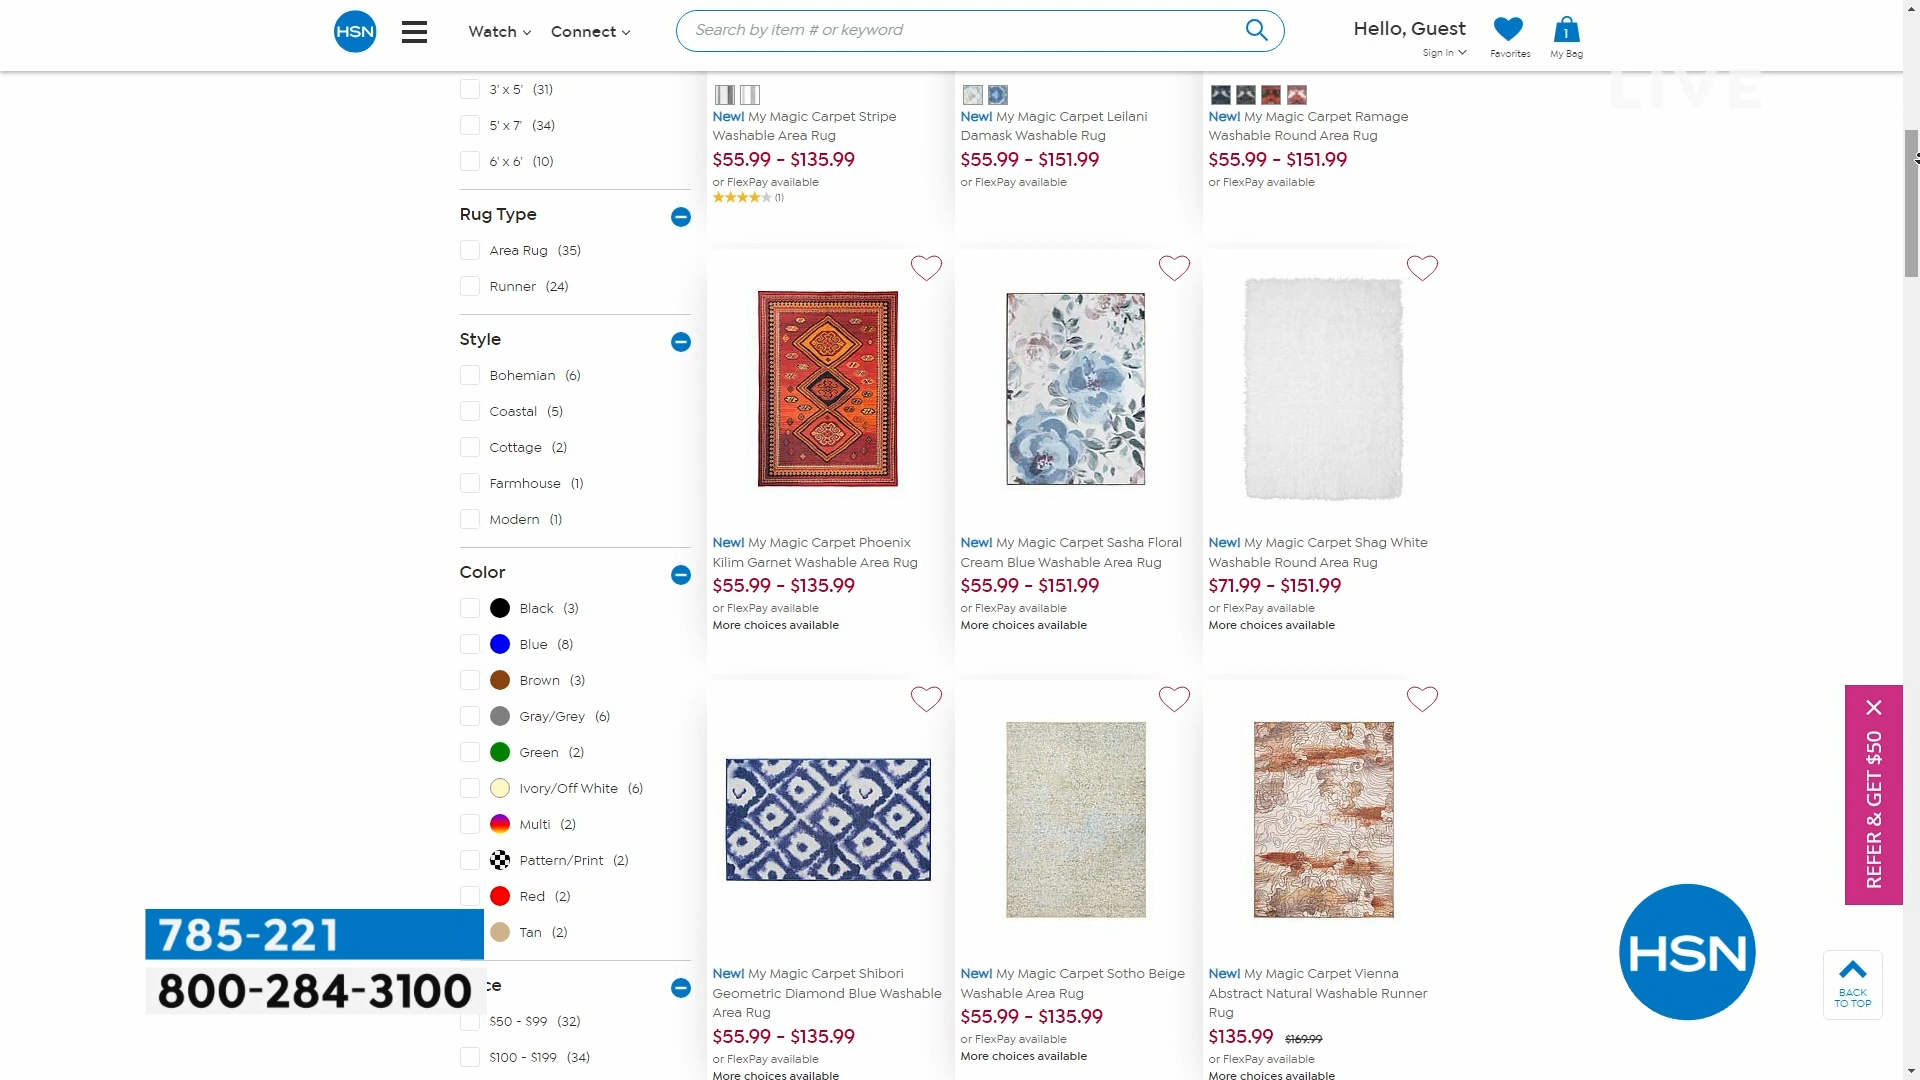 HSN
Watch
Connect
Search by item # or keyword
Hello, Guest
Sign In
Favorites
1
My Bag
LIVE
3' x 5' (31)
5' x 7' (34)
6' x 6' (10)
Rug Type
Area Rug (35)
Runner (24)
Style
Bohemian (6)
Coastal (5)
Cottage (2)
Farmhouse (1)
Modern (1)
Color
Black (3)
Blue (8)
Brown (3)
Gray/Grey (6)
Green (2)
Ivory/Off White (6)
Multi (2)
Pattern/Print (2)
Red (2)
Tan (2)
ce
$50 - $99 (32)
$100 - $199 (34)
New! My Magic Carpet Stripe
Washable Area Rug
$55.99 - $135.99
or FlexPay available
(1)
New! My Magic Carpet Leilani
Damask Washable Rug
$55.99 - $151.99
or FlexPay available
New! My Magic Carpet Ramage
Washable Round Area Rug
$55.99 - $151.99
or FlexPay available
New! My Magic Carpet Phoenix
Kilim Garnet Washable Area Rug
$55.99 - $135.99
or FlexPay available
More choices available
New! My Magic Carpet Sasha Floral
Cream Blue Washable Area Rug
$55.99 - $151.99
or FlexPay available
More choices available
New! My Magic Carpet Shag White
Washable Round Area Rug
$71.99 - $151.99
or FlexPay available
More choices available
New! My Magic Carpet Shibori
Geometric Diamond Blue Washable
Area Rug
$55.99 - $135.99
or FlexPay available
More choices available
New! My Magic Carpet Sotho Beige
Washable Area Rug
$55.99 - $135.99
or FlexPay available
More choices available
New! My Magic Carpet Vienna
Abstract Natural Washable Runner
Rug
$135.99 $169.99
or FlexPay available
More choices available
REFER & GET $50
785-221
800-284-3100
HSN
BACK
TO TOP